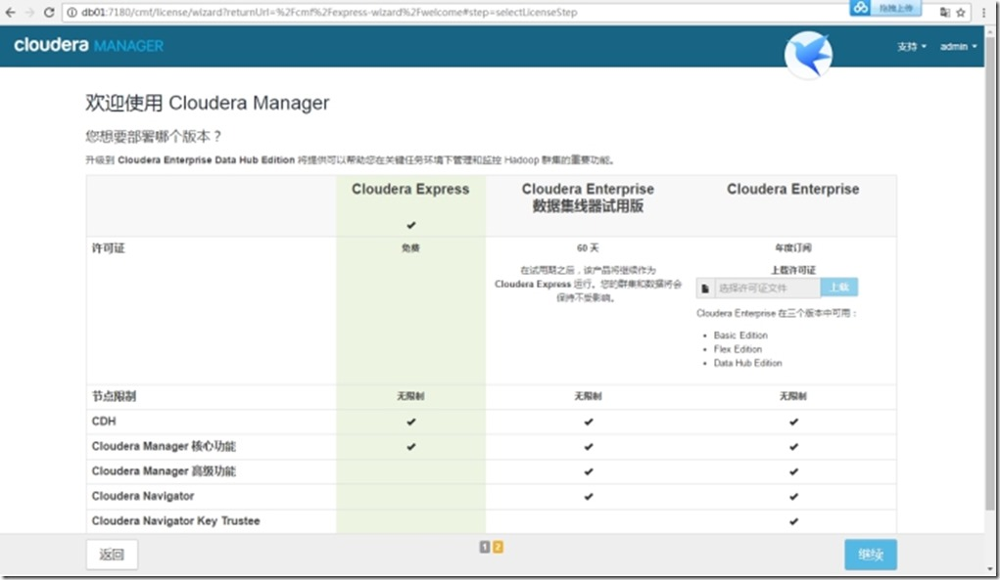 db01:7180/cmf/license/wizard?returnUrl=%2Fcmf%2Fexpress-wizard%2Fwelcome#step=selectLicenseStep
拖拽上传
cloudera MANAGER
支持 admin
欢迎使用 Cloudera Manager
您想要部署哪个版本？
升级到 Cloudera Enterprise Data Hub Edition 将提供可以帮助您在关键任务环境下管理和监控 Hadoop 群集的重要功能。
Cloudera Express
Cloudera Enterprise
数据集线器试用版
Cloudera Enterprise
许可证
免费
60 天
在试用期之后，该产品将继续作为
Cloudera Express 运行。您的群集和数据将会
保持不受影响。
年度订阅
上载许可证
选择许可证文件 上载
Cloudera Enterprise 在三个版本中可用：
Basic Edition
Flex Edition
Data Hub Edition
节点限制 无限制 无限制 无限制
CDH
Cloudera Manager 核心功能
Cloudera Manager 高级功能
Cloudera Navigator
Cloudera Navigator Key Trustee
返回 1 2 继续